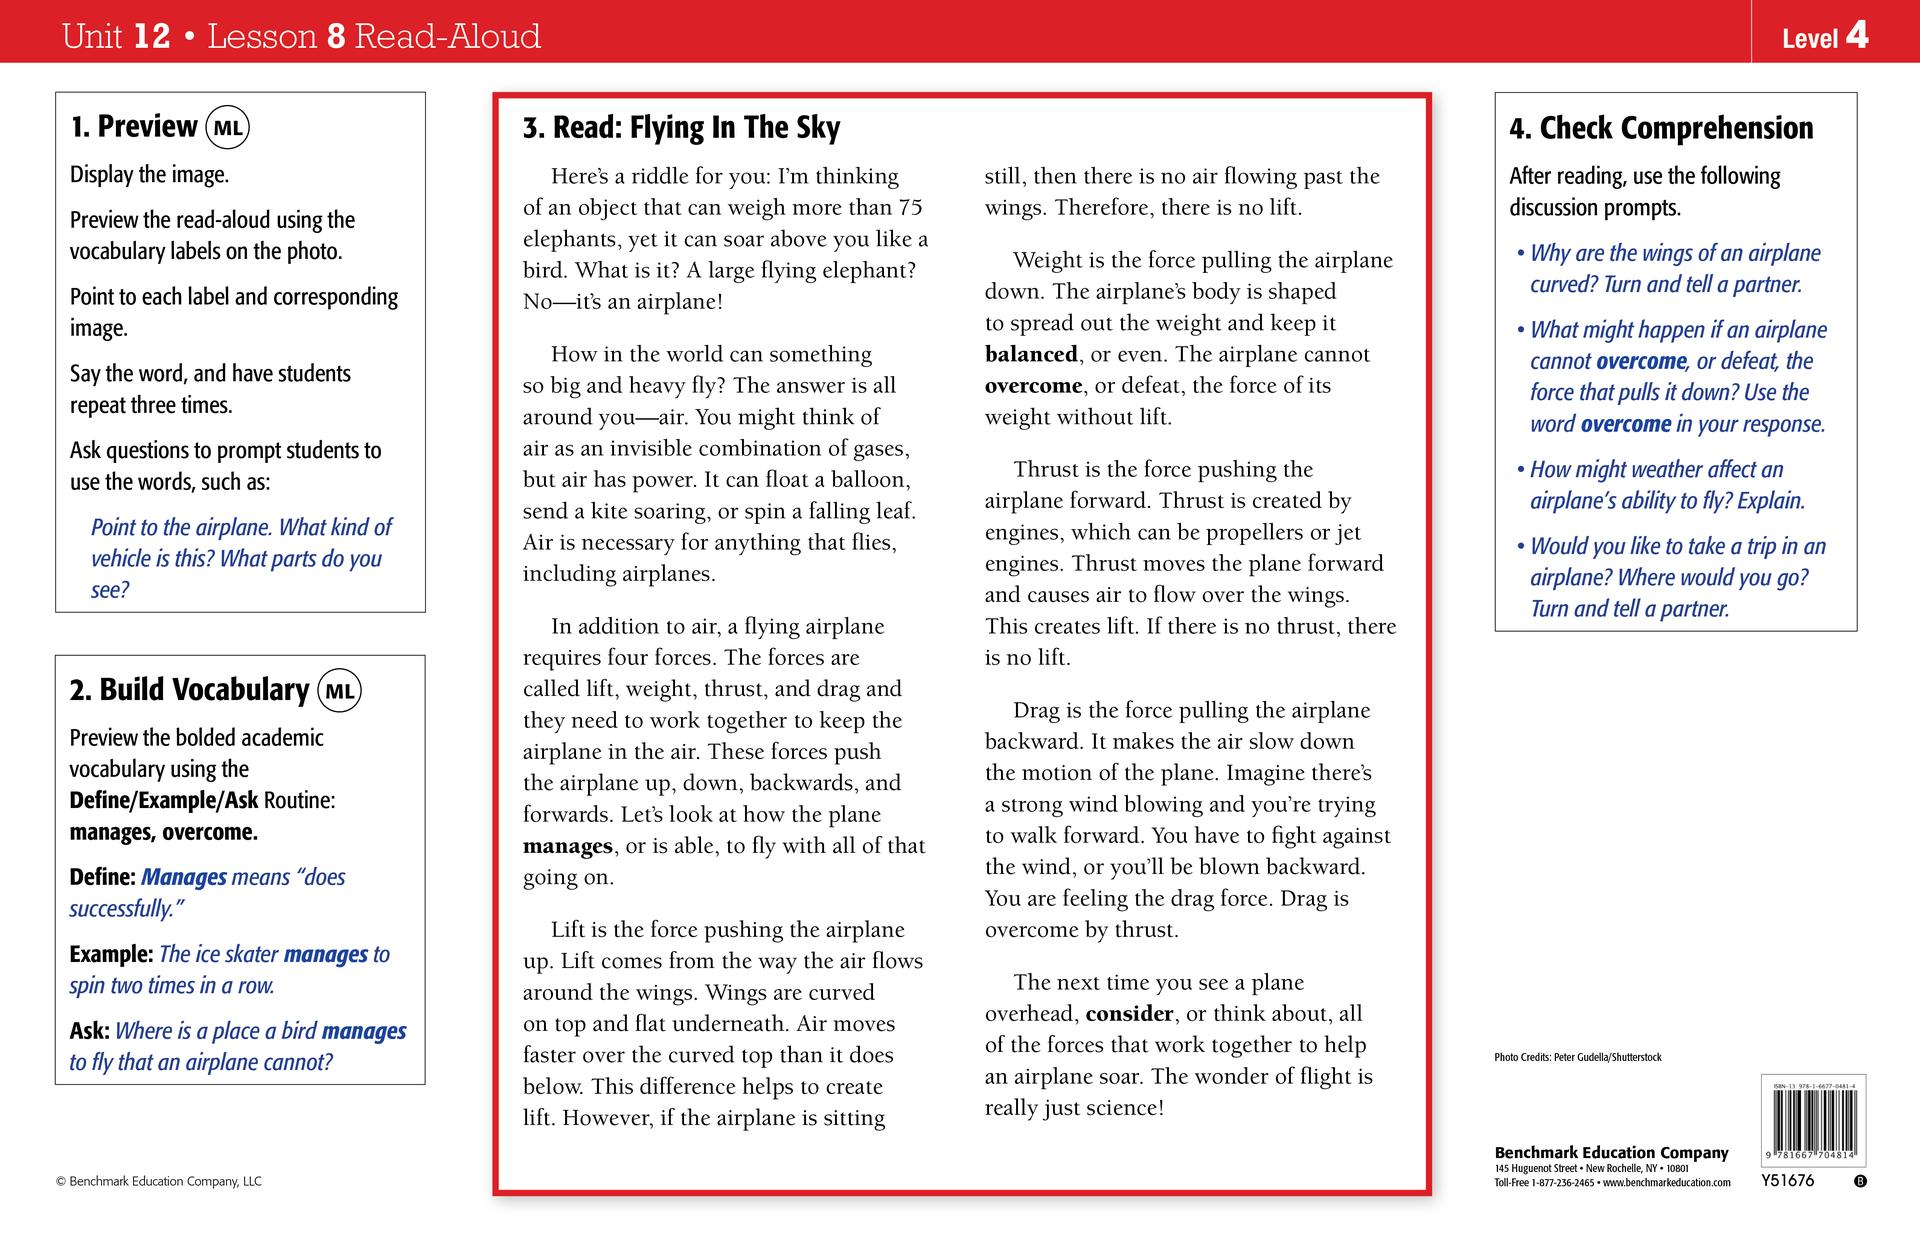 Unit 12 • Lesson 8 Read-Aloud
Level 4
1. Preview ML
Display the image.
Preview the read-aloud using the
vocabulary labels on the photo.
Point to each label and corresponding
image.
Say the word, and have students
repeat three times.
Ask questions to prompt students to
use the words, such as:
Point to the airplane. What kind of
vehicle is this? What parts do you
see?
2. Build Vocabulary ML
Preview the bolded academic
vocabulary using the
Define/Example/Ask Routine:
manages, overcome.
Define: Manages means “does
successfully.”
Example: The ice skater manages to
spin two times in a row.
Ask: Where is a place a bird manages
to fly that an airplane cannot?
© Benchmark Education Company, LLC
3. Read: Flying In The Sky
Here’s a riddle for you: I’m thinking
of an object that can weigh more than 75
elephants, yet it can soar above you like a
bird. What is it? A large flying elephant?
No—it’s an airplane!
How in the world can something
so big and heavy fly? The answer is all
around you—air. You might think of
air as an invisible combination of gases,
but air has power. It can float a balloon,
send a kite soaring, or spin a falling leaf.
Air is necessary for anything that flies,
including airplanes.
In addition to air, a flying airplane
requires four forces. The forces are
called lift, weight, thrust, and drag and
they need to work together to keep the
airplane in the air. These forces push
the airplane up, down, backwards, and
forwards. Let’s look at how the plane
manages, or is able, to fly with all of that
going on.
Lift is the force pushing the airplane
up. Lift comes from the way the air flows
around the wings. Wings are curved
on top and flat underneath. Air moves
faster over the curved top than it does
below. This difference helps to create
lift. However, if the airplane is sitting
still, then there is no air flowing past the
wings. Therefore, there is no lift.
Weight is the force pulling the airplane
down. The airplane’s body is shaped
to spread out the weight and keep it
balanced, or even. The airplane cannot
overcome, or defeat, the force of its
weight without lift.
Thrust is the force pushing the
airplane forward. Thrust is created by
engines, which can be propellers or jet
engines. Thrust moves the plane forward
and causes air to flow over the wings.
This creates lift. If there is no thrust, there
is no lift.
Drag is the force pulling the airplane
backward. It makes the air slow down
the motion of the plane. Imagine there’s
a strong wind blowing and you’re trying
to walk forward. You have to fight against
the wind, or you’ll be blown backward.
You are feeling the drag force. Drag is
overcome by thrust.
The next time you see a plane
overhead, consider, or think about, all
of the forces that work together to help
an airplane soar. The wonder of flight is
really just science!
4. Check Comprehension
After reading, use the following
discussion prompts.
• Why are the wings of an airplane
curved? Turn and tell a partner.
• What might happen if an airplane
cannot overcome, or defeat, the
force that pulls it down? Use the
word overcome in your response.
• How might weather affect an
airplane’s ability to fly? Explain.
• Would you like to take a trip in an
airplane? Where would you go?
Turn and tell a partner.
Photo Credits: Peter Gudella/Shutterstock
Benchmark Education Company
145 Huguenot Street • New Rochelle, NY • 10801
Toll-Free 1-877-236-2465 • www.benchmarkeducation.com
ISBN-13 978-1-6677-0481-4
9 781667 704814
Y51676
B